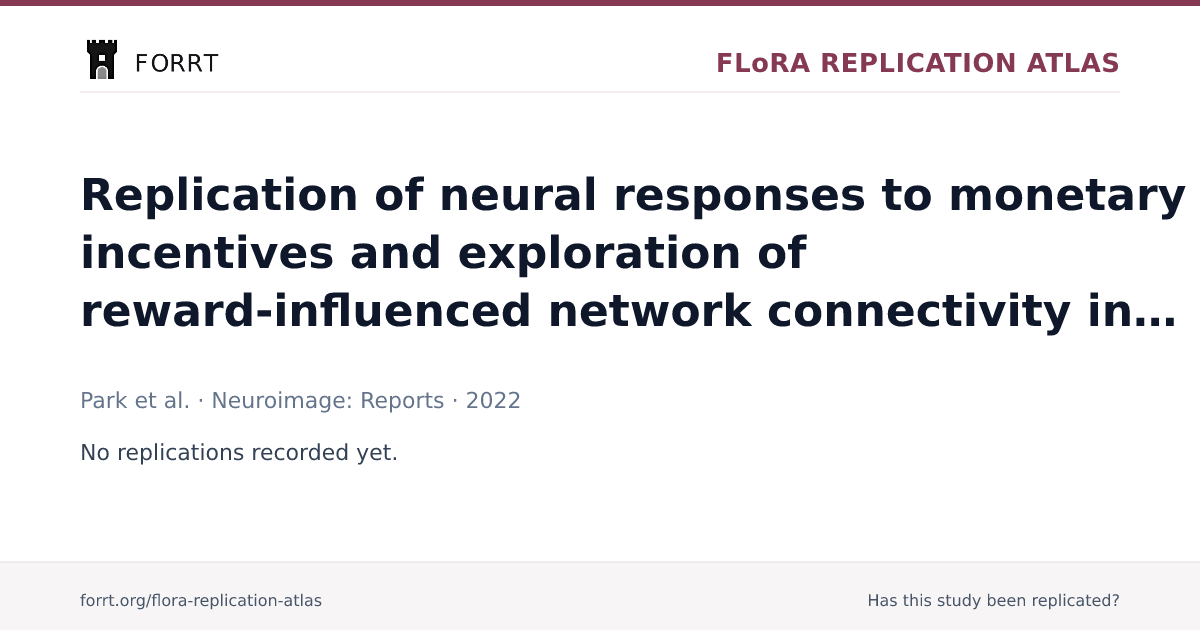 FORRT
FLoRA REPLICATION ATLAS
Replication of neural responses to monetary
incentives and exploration of
reward-influenced network connectivity in…
Park et al. · Neuroimage: Reports · 2022
No replications recorded yet.
forrt.org/flora-replication-atlas
Has this study been replicated?